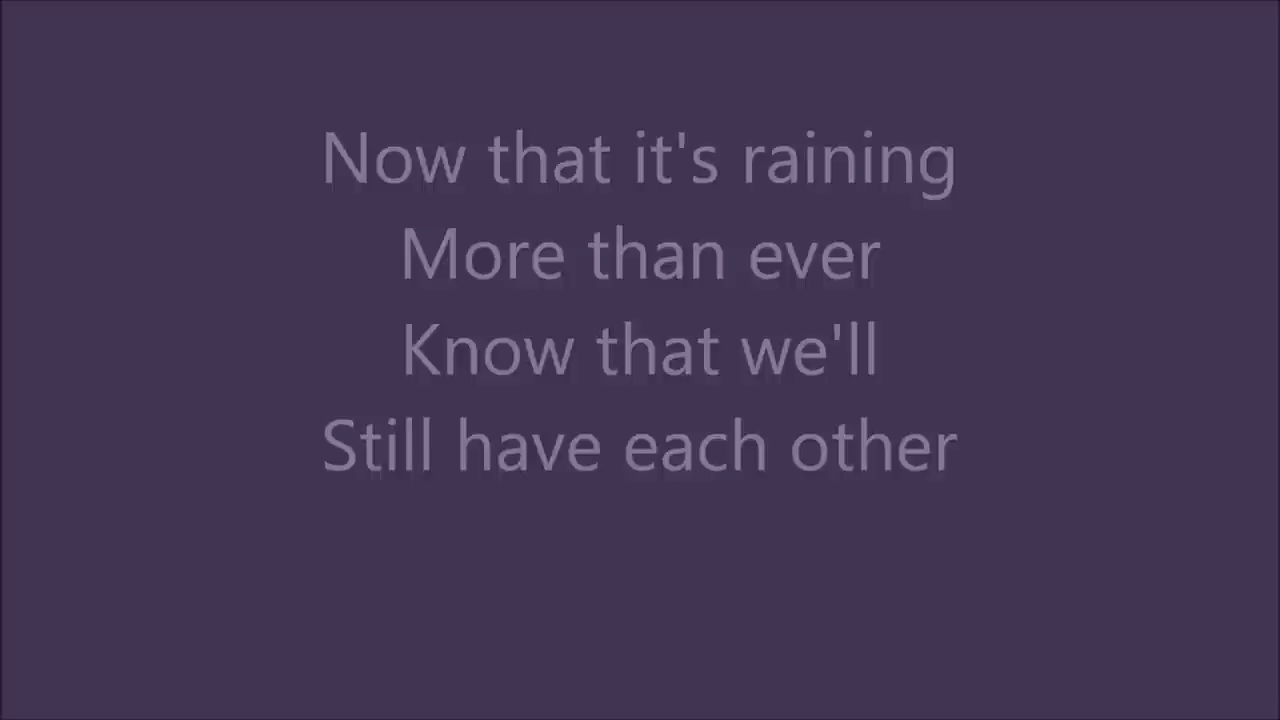 Now that it's raining
More than ever
Know that we'll
Still have each other